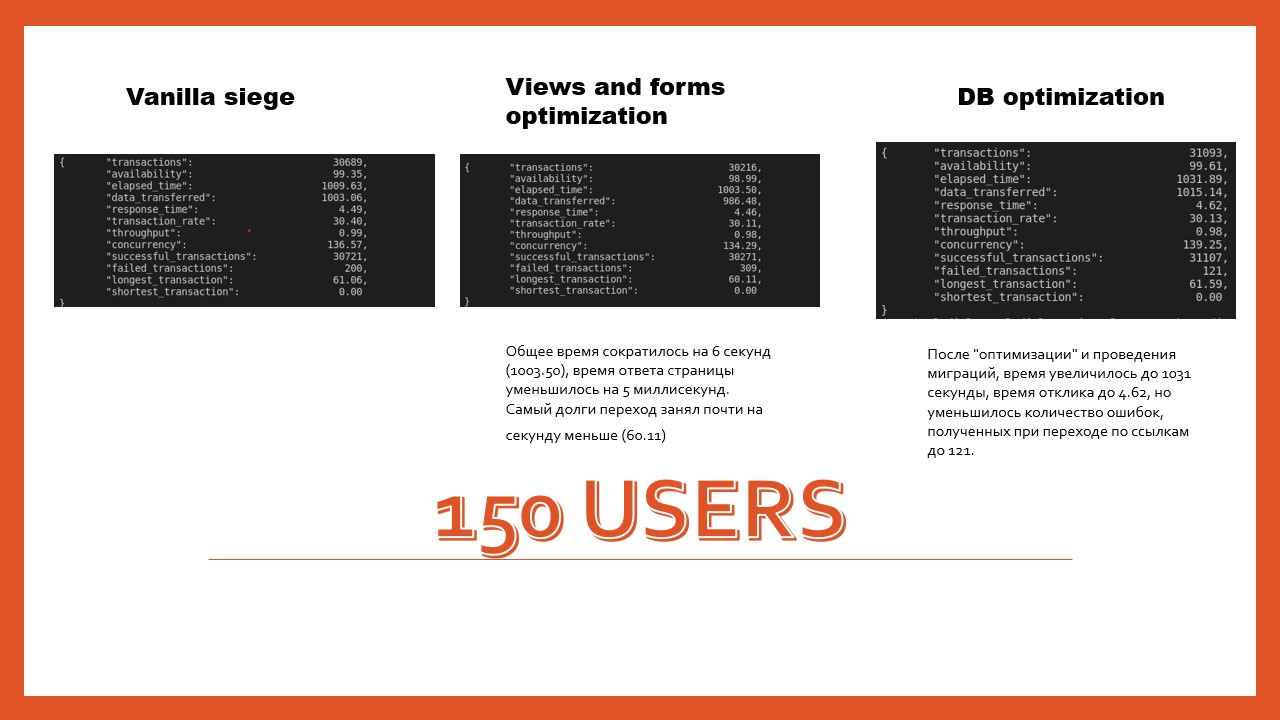 Vanilla siege
{ "transactions": 30689,
"availability": 99.35,
"elapsed_time": 1009.63,
"data_transferred": 1003.06,
"response_time": 4.49,
"transaction_rate": 30.40,
"throughput": 0.99,
"concurrency": 136.57,
"successful_transactions": 30721,
"failed_transactions": 200,
"longest_transaction": 61.06,
"shortest_transaction": 0.00
}
Views and forms
optimization
{ "transactions": 30216,
"availability": 98.99,
"elapsed_time": 1003.50,
"data_transferred": 986.48,
"response_time": 4.46,
"transaction_rate": 30.11,
"throughput": 0.98,
"concurrency": 134.29,
"successful_transactions": 30271,
"failed_transactions": 309,
"longest_transaction": 60.11,
"shortest_transaction": 0.00
}
Общее время сократилось на 6 секунд
(1003.50), время ответа страницы
уменьшилось на 5 миллисекунд.
Самый долги переход занял почти на
секунду меньше (60.11)
DB optimization
{ "transactions": 31093,
"availability": 99.61,
"elapsed_time": 1031.89,
"data_transferred": 1015.14,
"response_time": 4.62,
"transaction_rate": 30.13,
"throughput": 0.98,
"concurrency": 139.25,
"successful_transactions": 31107,
"failed_transactions": 121,
"longest_transaction": 61.59,
"shortest_transaction": 0.00
}
После "оптимизации" и проведения
миграций, время увеличилось до 1031
секунды, время отклика до 4.62, но
уменьшилось количество ошибок,
полученных при переходе по ссылкам
до 121.
150 USERS